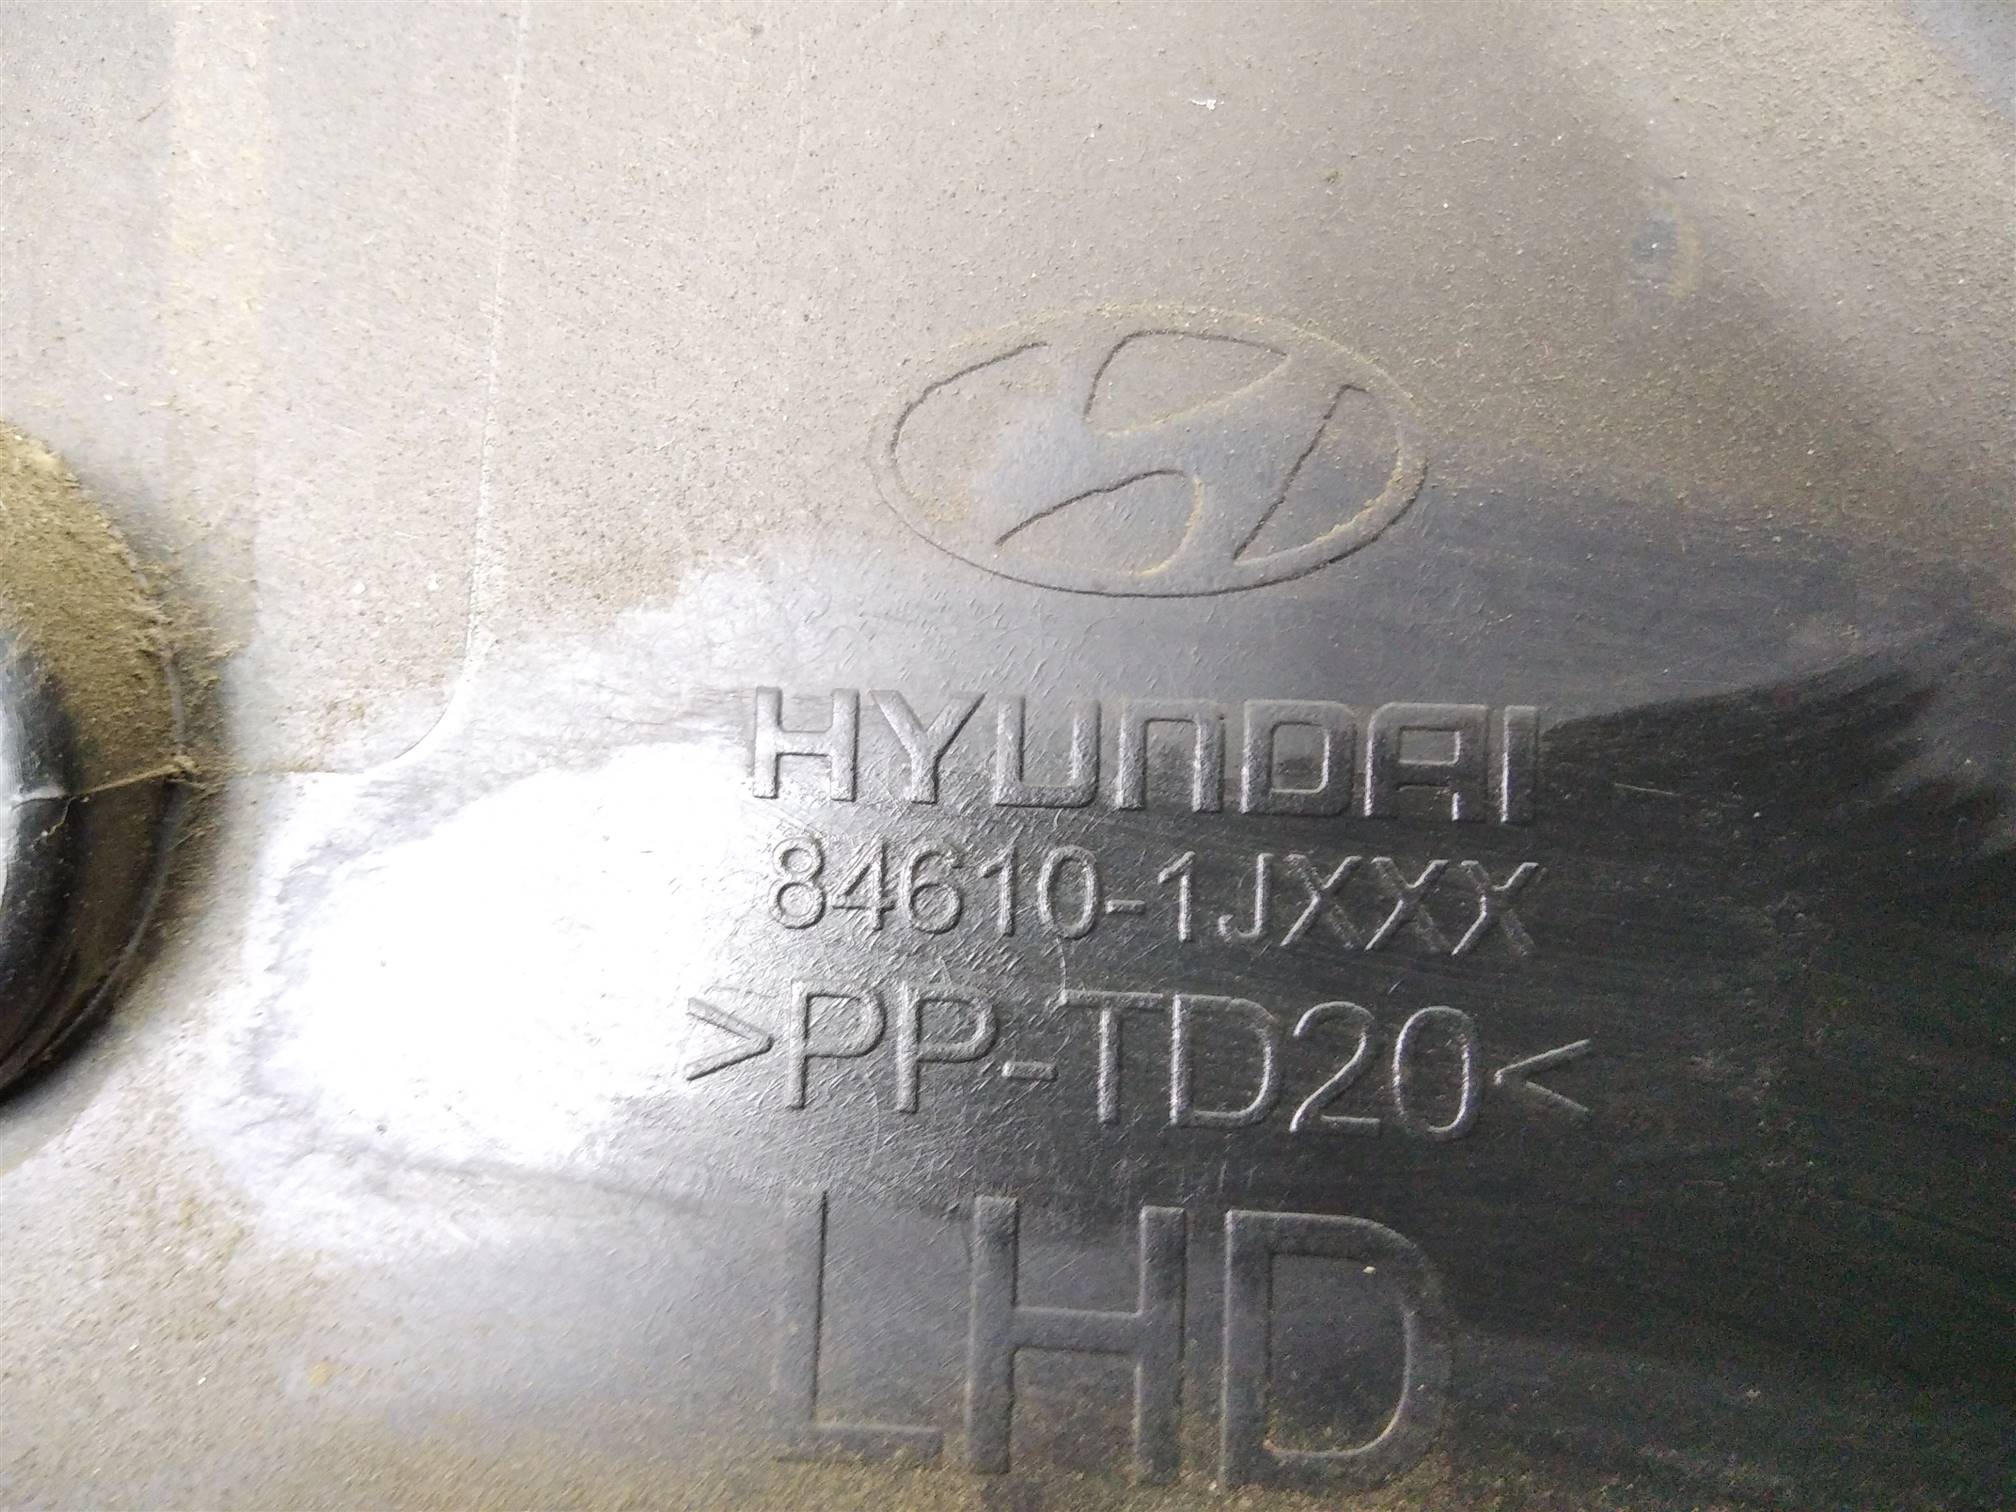 HYUNDAI
84610-1JXXX
>PP-TD20<
LHD